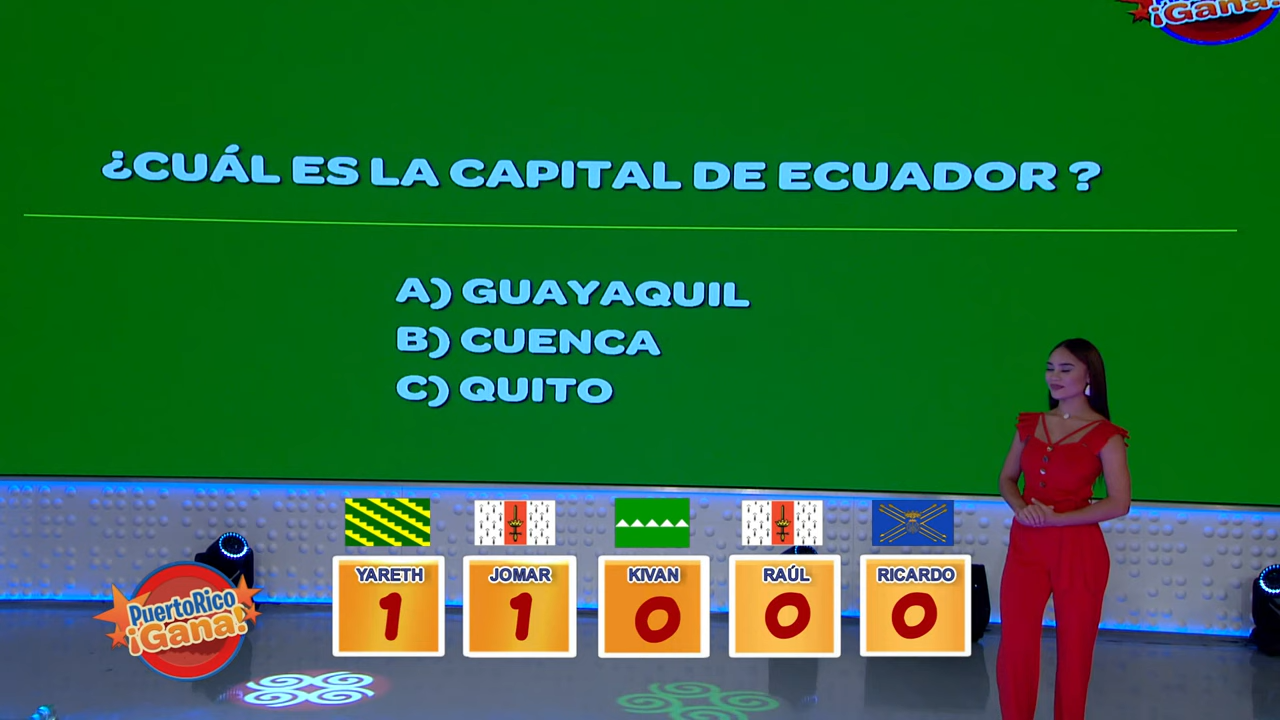 ¡Gana!
¿CUÁL ES LA CAPITAL DE ECUADOR ?
A) GUAYAQUIL
B) CUENCA
C) QUITO
YARETH JOMAR KIVAN RAÚL RICARDO
1 1 0 0 0
PuertoRico
¡Gana!